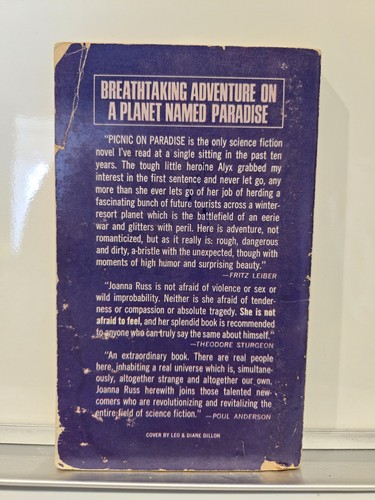 BREATHTAKING ADVENTURE ON
A PLANET NAMED PARADISE
"PICNIC ON PARADISE is the only science fiction
novel I've read at a single sitting in the past ten
years. The tough little heroine Alyx grabbed my
interest in the first sentence and never let go, any
more than she ever lets go of her job of herding a
fascinating bunch of future tourists across a winter-
resort planet which is the battlefield of an eerie
war and glitters with peril. Here is adventure, not
romanticized, but as it really is: rough, dangerous
and dirty, a-bristle with the unexpected, though with
moments of high humor and surprising beauty."
—FRITZ LEIBER
"Joanna Russ is not afraid of violence or sex or
wild improbability. Neither is she afraid of tender-
ness or compassion or absolute tragedy. She is not
afraid to feel, and her splendid book is recommended
to anyone who can truly say the same about himself."
—THEODORE STURGEON
"An extraordinary book. There are real people
here, inhabiting a real universe which is, simultane-
ously, altogether strange and altogether our own.
Joanna Russ herewith joins those talented new-
comers who are revolutionizing and revitalizing the
entire field of science fiction." —POUL ANDERSON
COVER BY LEO & DIANE DILLON